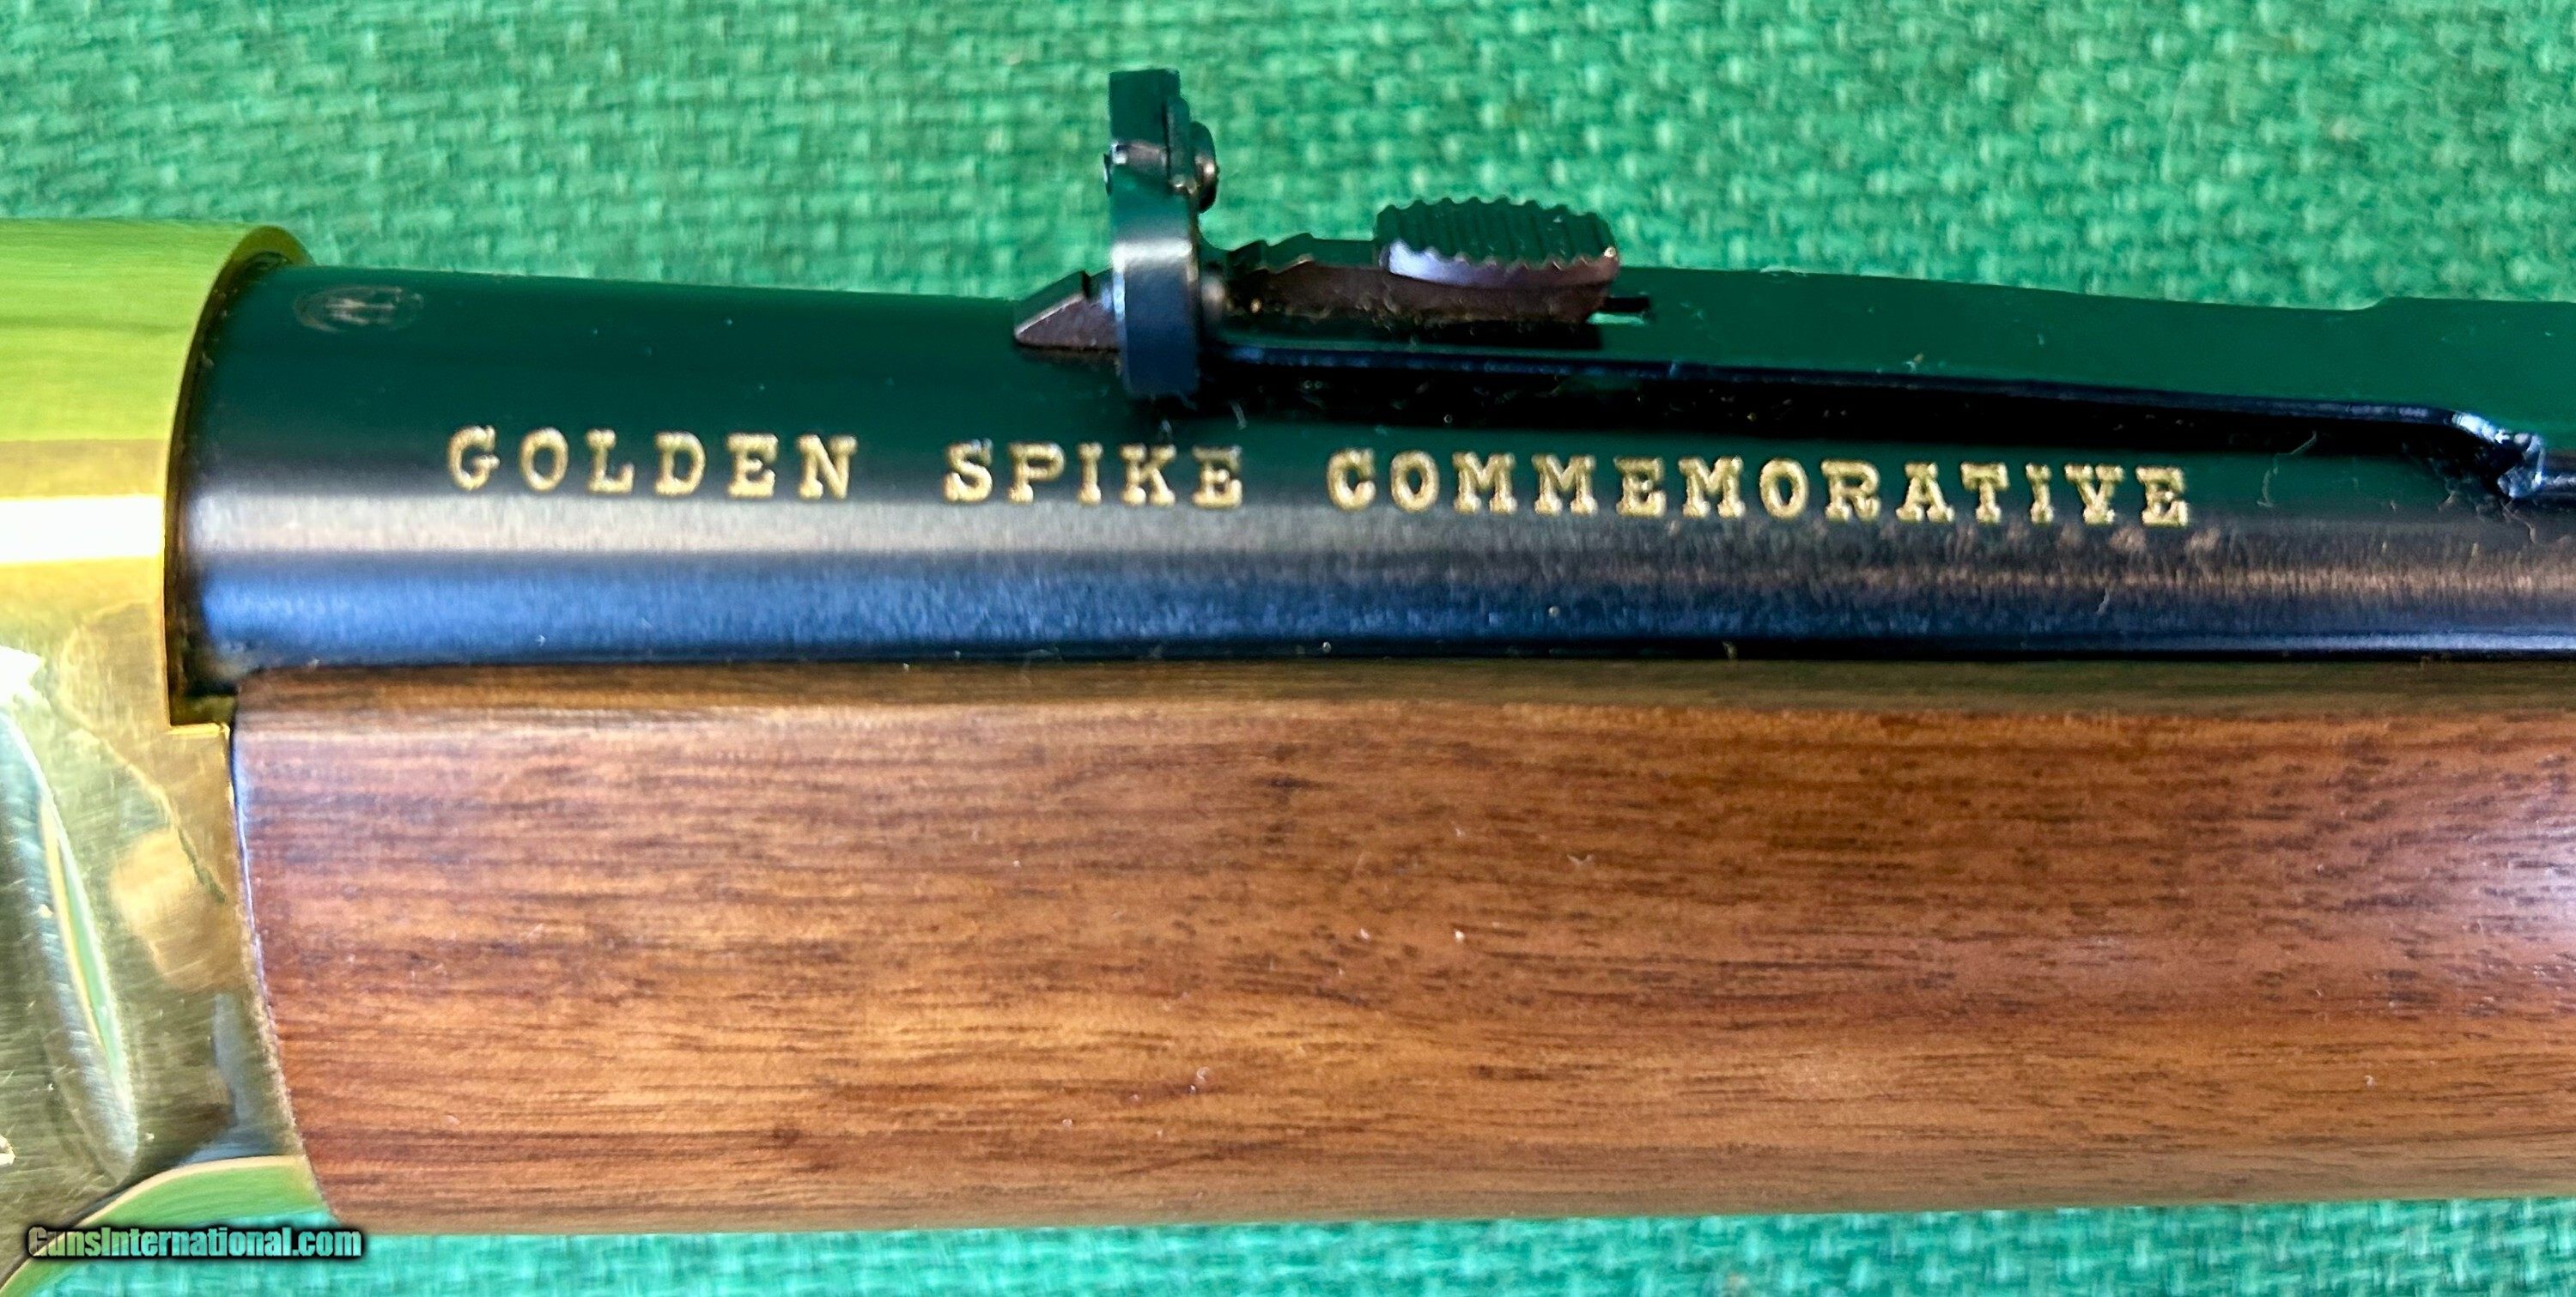 GOLDEN SPIKE COMMEMORATIVE
GunsInternational.com